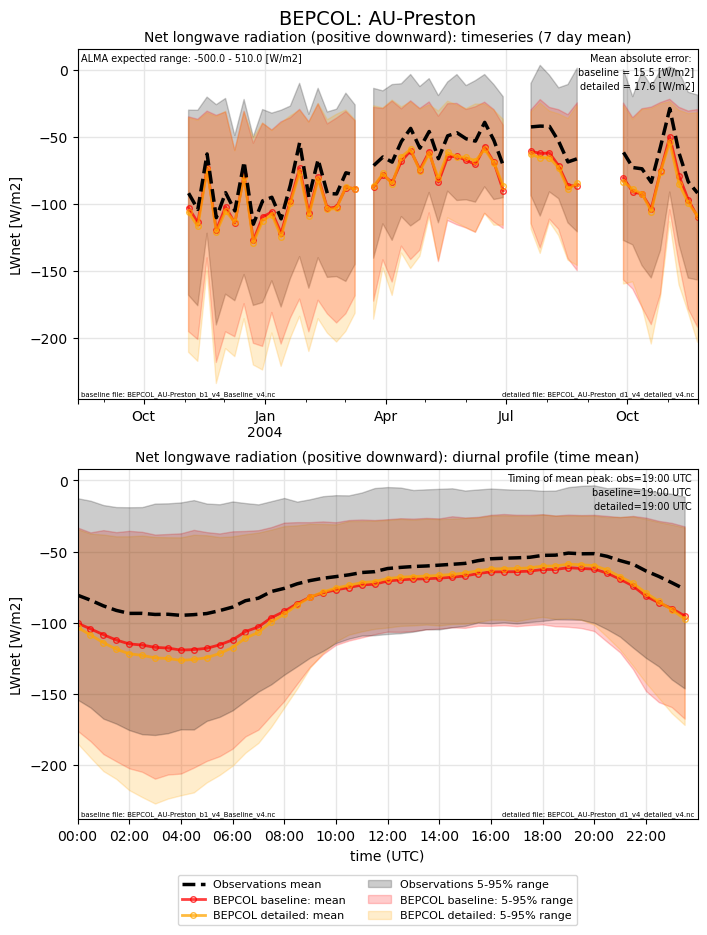 BEPCOL: AU-Preston
Net longwave radiation (positive downward): timeseries (7 day mean)
ALMA expected range: -500.0 - 510.0 [W/m2]
Mean absolute error:
baseline = 15.5 [W/m2]
detailed = 17.6 [W/m2]
0
−50
−100
−150
−200
LWnet [W/m2]
baseline file: BEPCOL_AU-Preston_b1_v4_Baseline_v4.nc
detailed file: BEPCOL_AU-Preston_d1_v4_detailed_v4.nc
Oct
Jan
2004
Apr
Jul
Oct
Net longwave radiation (positive downward): diurnal profile (time mean)
Timing of mean peak: obs=19:00 UTC
baseline=19:00 UTC
detailed=19:00 UTC
0
−50
−100
−150
−200
LWnet [W/m2]
baseline file: BEPCOL_AU-Preston_b1_v4_Baseline_v4.nc
detailed file: BEPCOL_AU-Preston_d1_v4_detailed_v4.nc
00:00 02:00 04:00 06:00 08:00 10:00 12:00 14:00 16:00 18:00 20:00 22:00
time (UTC)
Observations mean
BEPCOL baseline: mean
BEPCOL detailed: mean
Observations 5-95% range
BEPCOL baseline: 5-95% range
BEPCOL detailed: 5-95% range